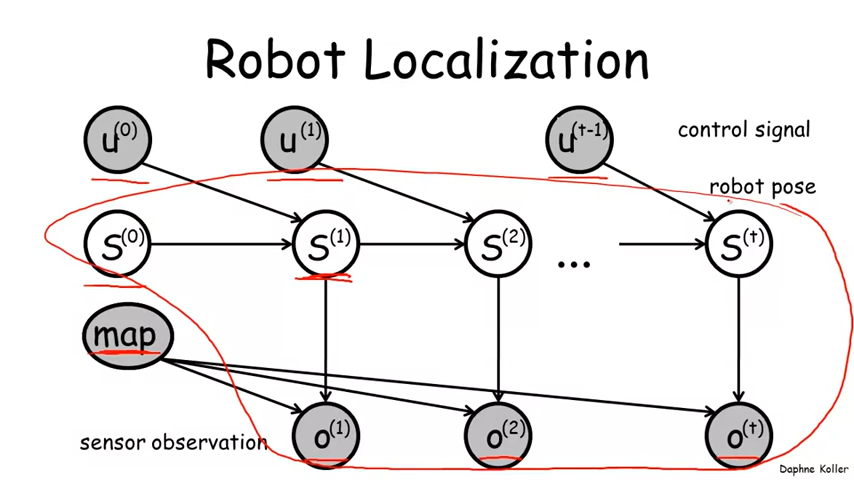 Robot Localization
u(0) u(1) u(t-1) control signal
robot pose
S(0) S(1) S(2) ... S(t)
map
sensor observation o(1) o(2) o(t)
Daphne Koller